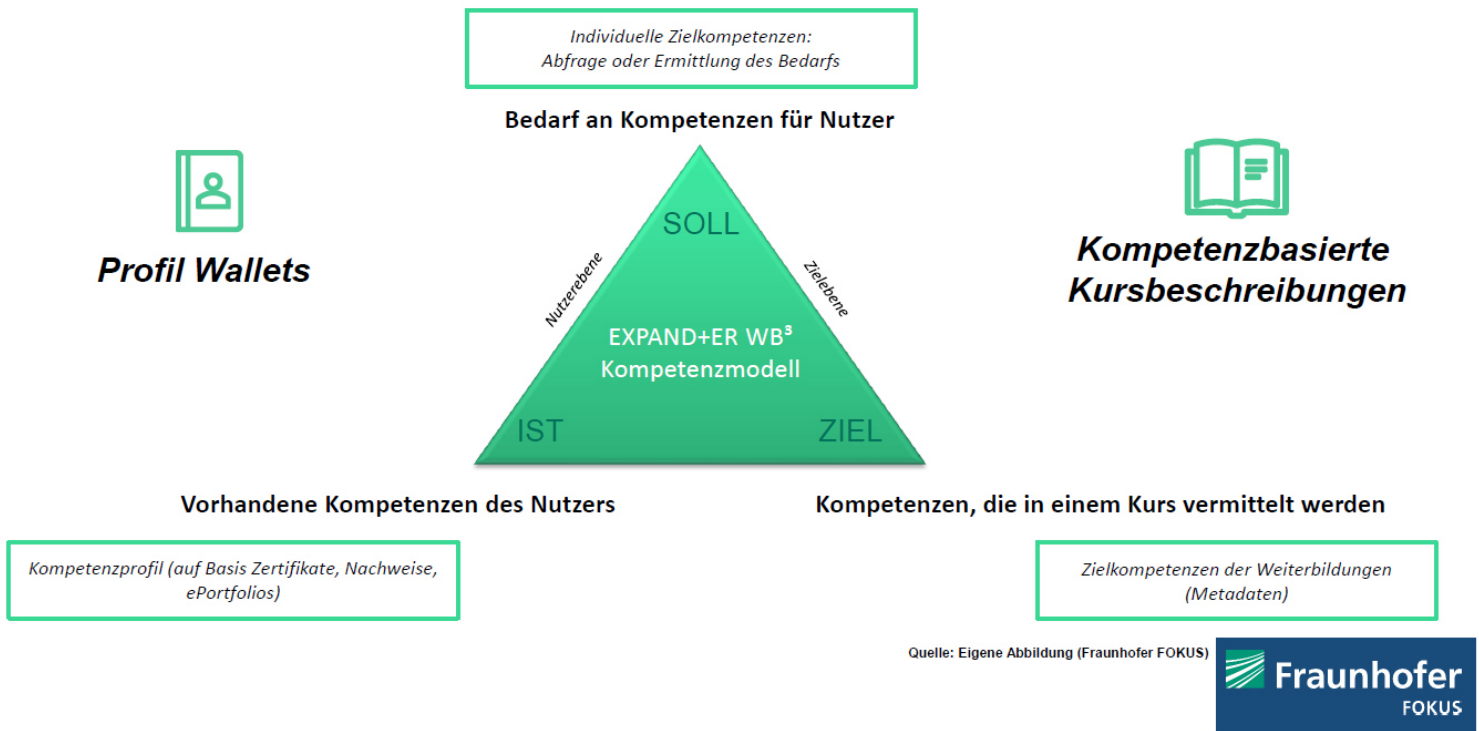 Individuelle Zielkompetenzen:
Abfrage oder Ermittlung des Bedarfs
Bedarf an Kompetenzen für Nutzer
Profil Wallets
Kompetenzbasierte
Kursbeschreibungen
SOLL
Nutzerebene
Zielebene
EXPAND+ER WB³
Kompetenzmodell
IST
ZIEL
Vorhandene Kompetenzen des Nutzers
Kompetenzen, die in einem Kurs vermittelt werden
Kompetenzprofil (auf Basis Zertifikate, Nachweise,
ePortfolios)
Zielkompetenzen der Weiterbildungen
(Metadaten)
Quelle: Eigene Abbildung (Fraunhofer FOKUS)
Fraunhofer
FOKUS